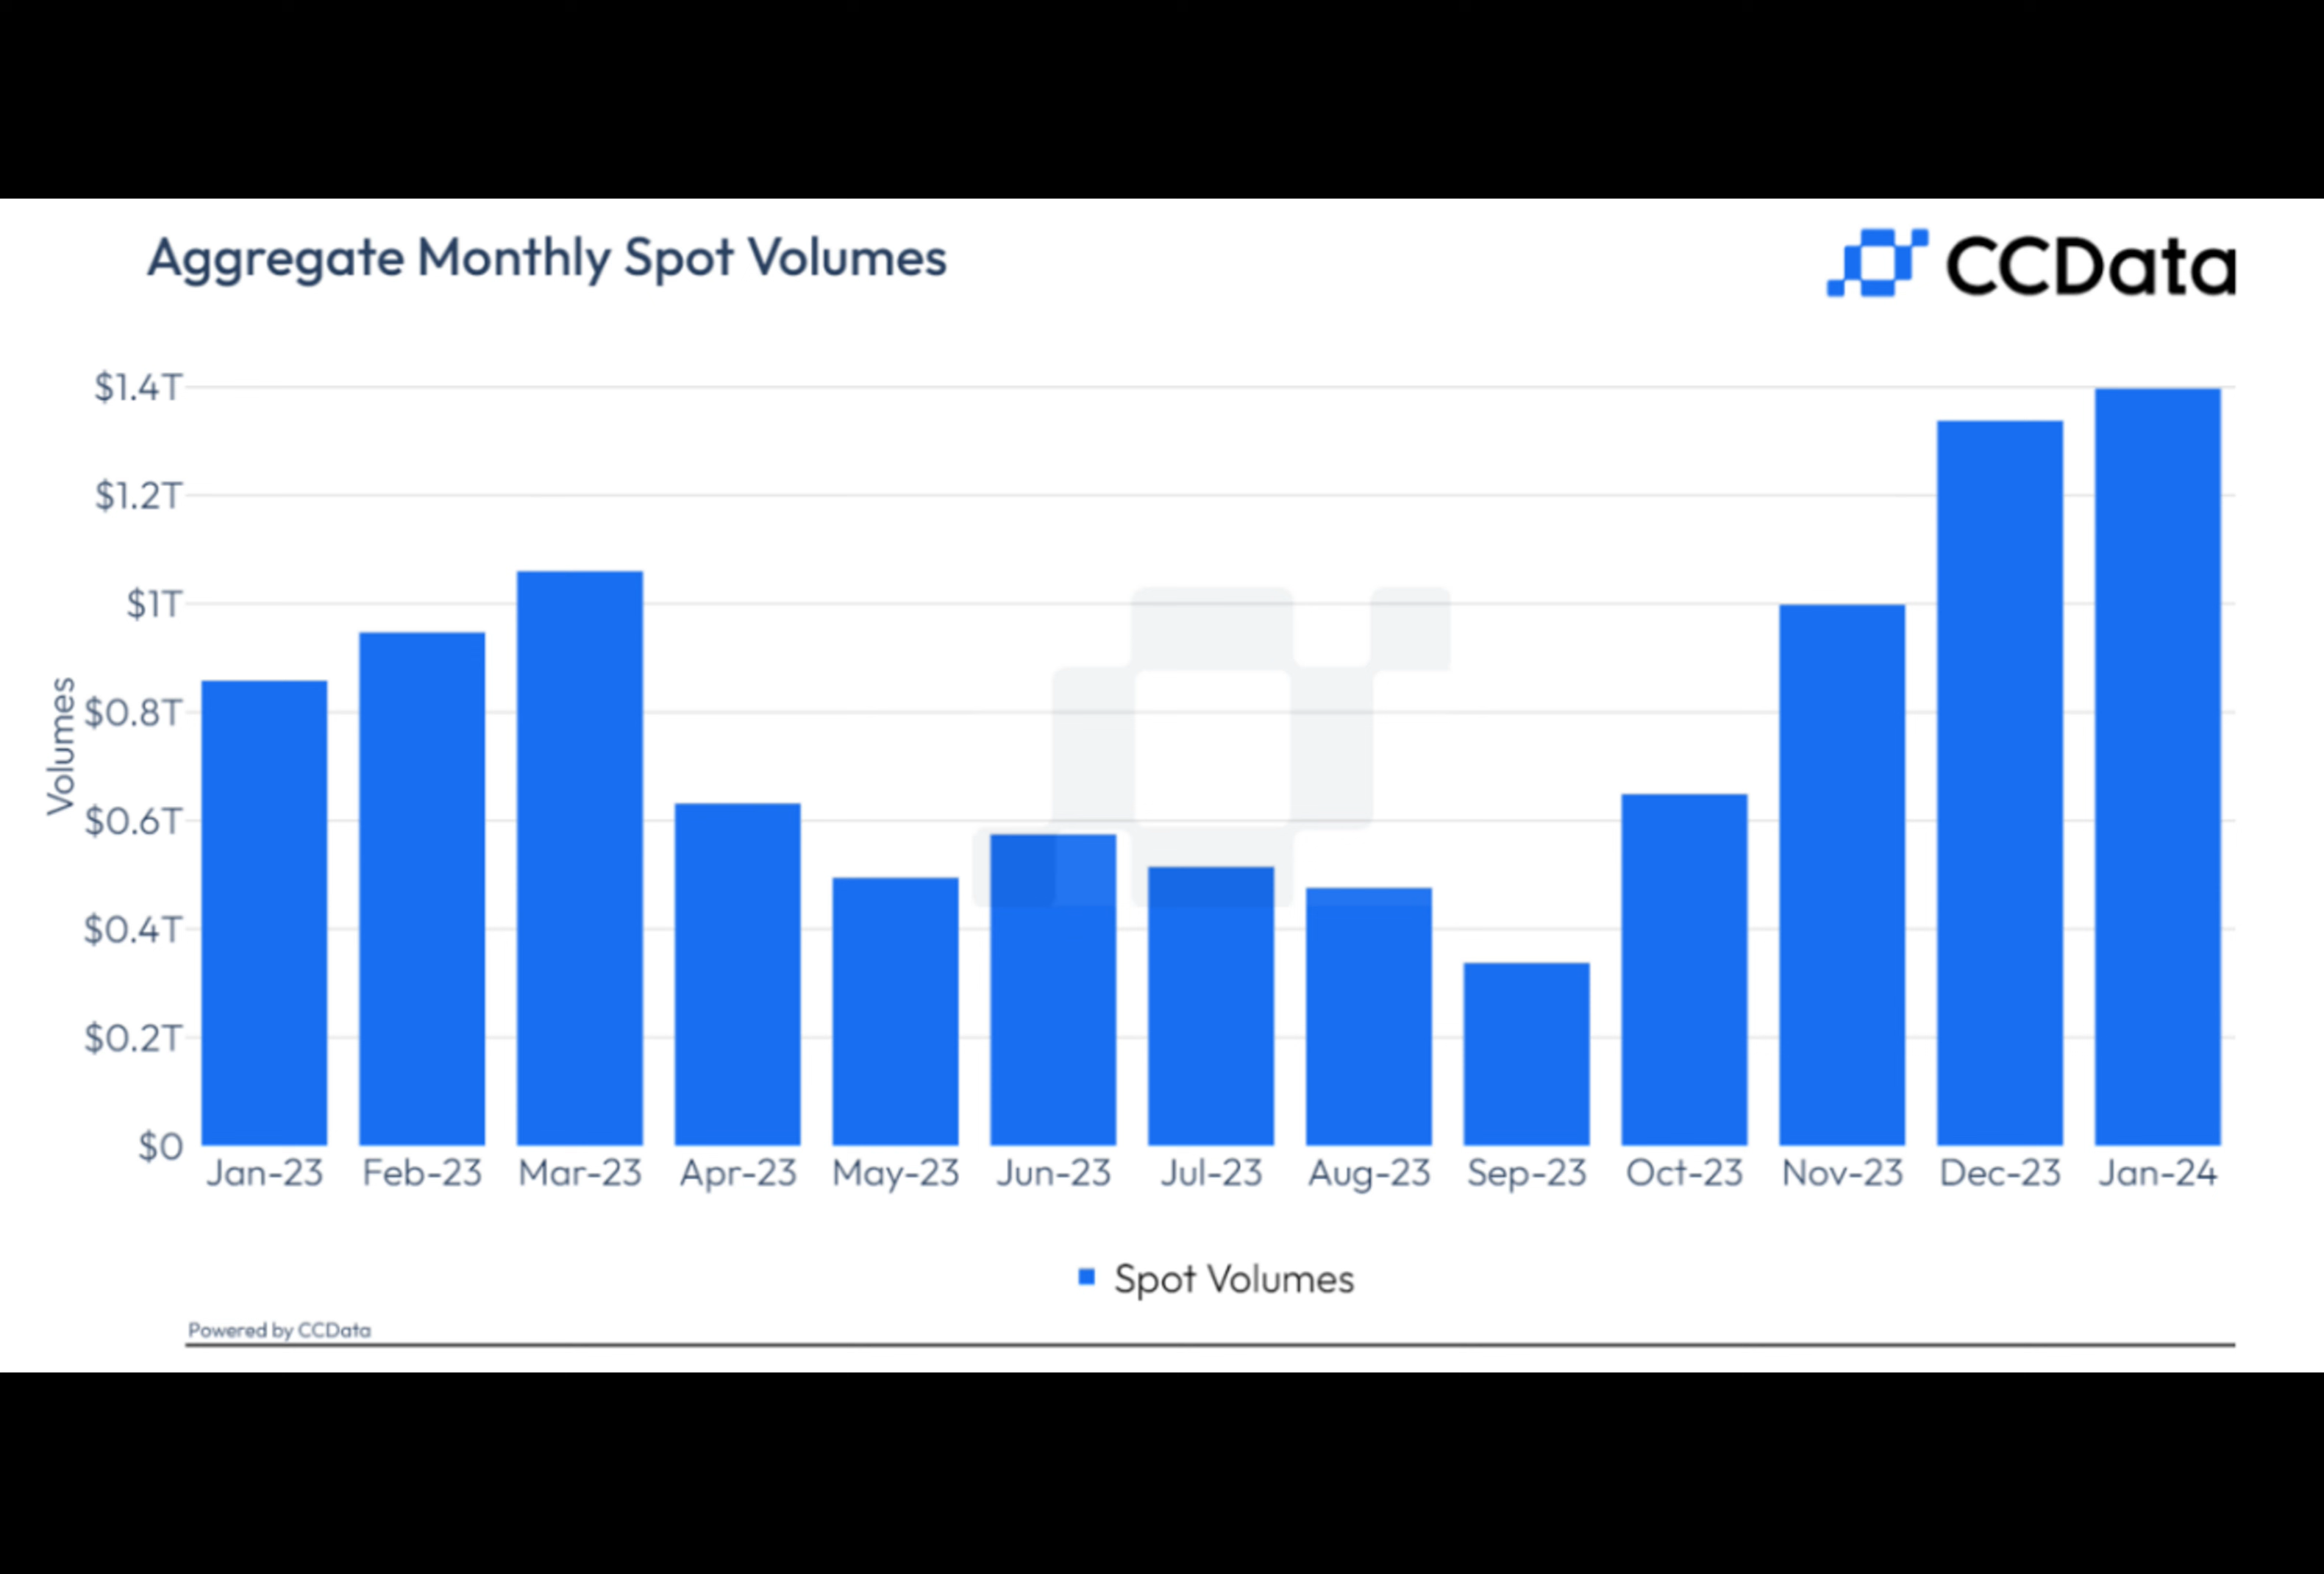 Aggregate Monthly Spot Volumes
CCData
$1.4T
$1.2T
$1T
$0.8T
$0.6T
$0.4T
$0.2T
$0
Volumes
Jan-23 Feb-23 Mar-23 Apr-23 May-23 Jun-23 Jul-23 Aug-23 Sep-23 Oct-23 Nov-23 Dec-23 Jan-24
Spot Volumes
Powered by CCData